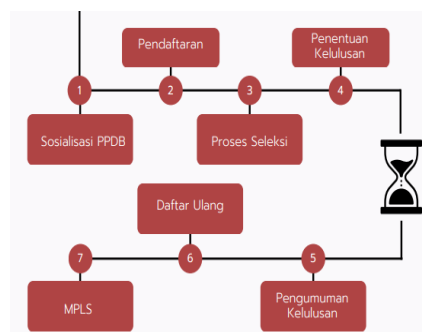 Pendaftaran
Penentuan
Kelulusan
1
2
3
4
Sosialisasi PPDB
Proses Seleksi
Daftar Ulang
7
6
5
MPLS
Pengumuman
Kelulusan